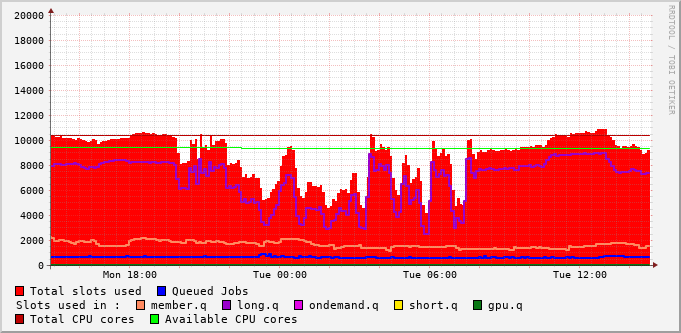 20000
18000
16000
14000
12000
10000
8000
6000
4000
2000
0
Mon 18:00 Tue 00:00 Tue 06:00 Tue 12:00
RRDTOOL / TOBI OETIKER
Total slots used Queued Jobs
Slots used in : member.q long.q ondemand.q short.q gpu.q
Total CPU cores Available CPU cores